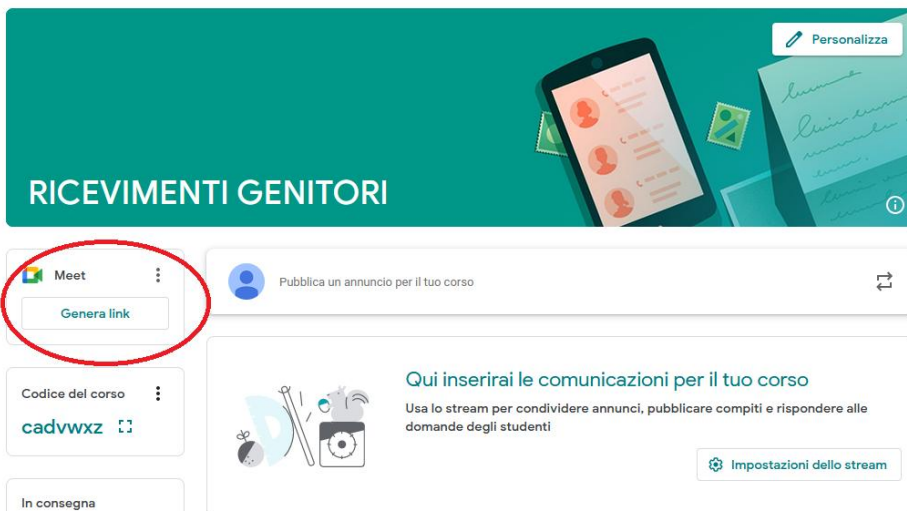 Personalizza
RICEVIMENTI GENITORI
Meet
Genera link
Pubblica un annuncio per il tuo corso
Codice del corso
cadvwxz
In consegna
Qui inserirai le comunicazioni per il tuo corso
Usa lo stream per condividere annunci, pubblicare compiti e rispondere alle
domande degli studenti
Impostazioni dello stream